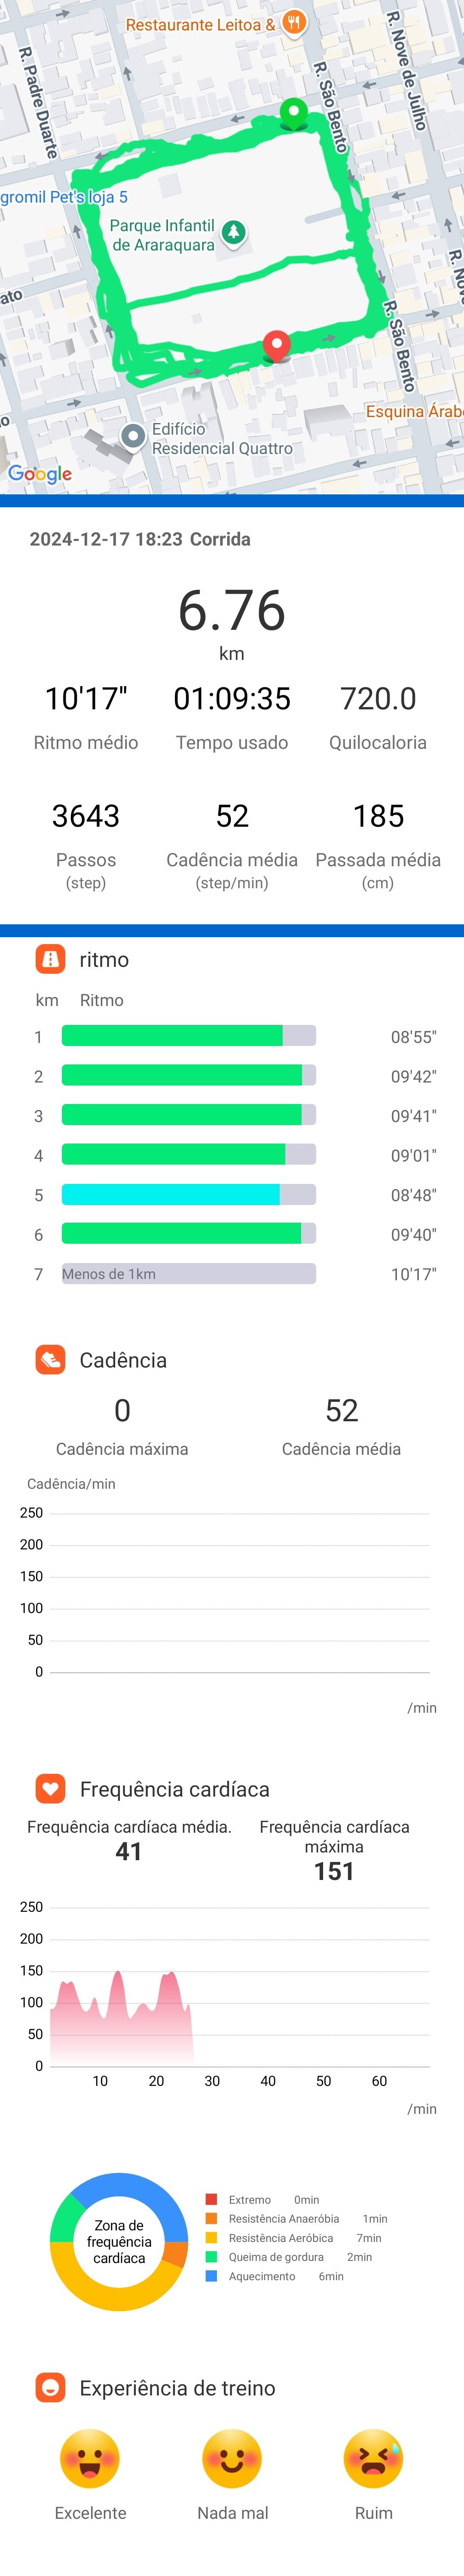 Restaurante Leitoa &
R. Padre Duarte
R. São Bento
R. Nove de Julho
gromil Pet's loja 5
Parque Infantil
de Araraquara
ato
R. Nov
R. São Bento
o
Esquina Árab
Edifício
Residencial Quattro
Google
2024-12-17 18:23 Corrida
6.76
km
10'17" 01:09:35 720.0
Ritmo médio Tempo usado Quilocaloria
3643 52 185
Passos Cadência média Passada média
(step) (step/min) (cm)
ritmo
km Ritmo
1 08'55"
2 09'42"
3 09'41"
4 09'01"
5 08'48"
6 09'40"
7 Menos de 1km 10'17"
Cadência
0 52
Cadência máxima Cadência média
Cadência/min
250
200
150
100
50
0
/min
Frequência cardíaca
Frequência cardíaca média. Frequência cardíaca
máxima
41 151
250
200
150
100
50
0
10 20 30 40 50 60
/min
Zona de
frequência
cardíaca
Extremo 0min
Resistência Anaeróbia 1min
Resistência Aeróbica 7min
Queima de gordura 2min
Aquecimento 6min
Experiência de treino
Excelente Nada mal Ruim